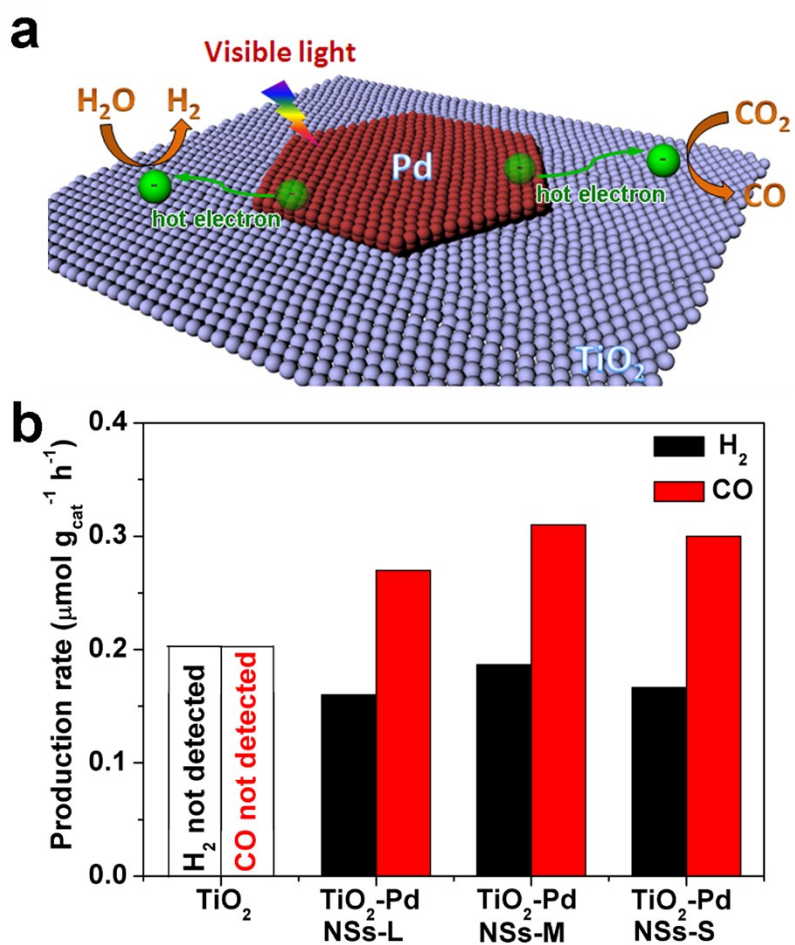 a
Visible light
H₂O H₂
CO₂
Pd
CO
hot electron
hot electron
TiO₂
b
Production rate (μmol g_cat⁻¹ h⁻¹)
0.4
0.3
0.2
0.1
0.0
H₂
CO
H₂ not detected
CO not detected
TiO₂
TiO₂-Pd
NSs-L
TiO₂-Pd
NSs-M
TiO₂-Pd
NSs-S